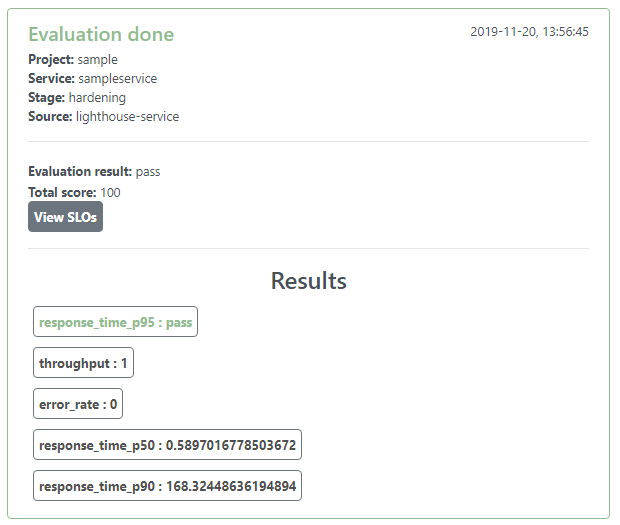 Evaluation done
2019-11-20, 13:56:45
Project: sample
Service: sampleservice
Stage: hardening
Source: lighthouse-service
Evaluation result: pass
Total score: 100
View SLOs
Results
response_time_p95 : pass
throughput : 1
error_rate : 0
response_time_p50 : 0.5897016778503672
response_time_p90 : 168.32448636194894